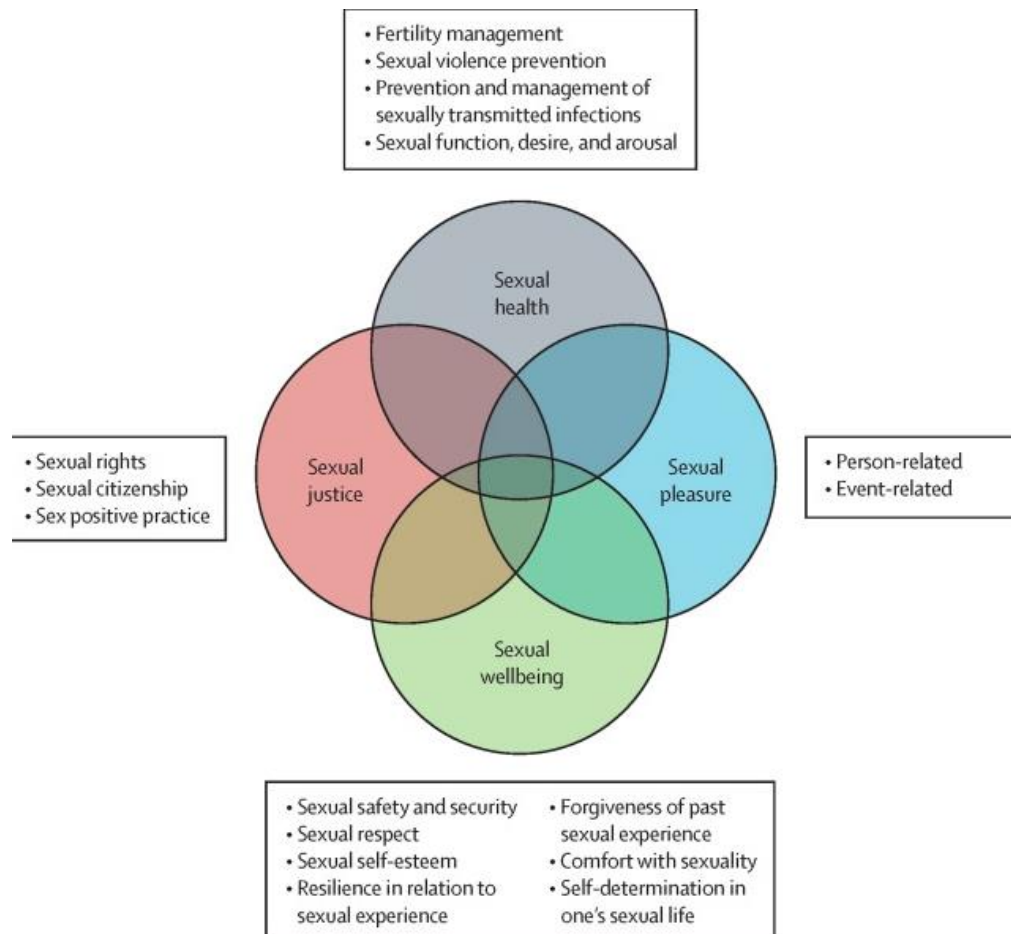 • Fertility management
• Sexual violence prevention
• Prevention and management of
sexually transmitted infections
• Sexual function, desire, and arousal
Sexual
health
• Sexual rights
• Sexual citizenship
• Sex positive practice
Sexual
justice
Sexual
pleasure
• Person-related
• Event-related
Sexual
wellbeing
• Sexual safety and security
• Sexual respect
• Sexual self-esteem
• Resilience in relation to
sexual experience
• Forgiveness of past
sexual experience
• Comfort with sexuality
• Self-determination in
one's sexual life